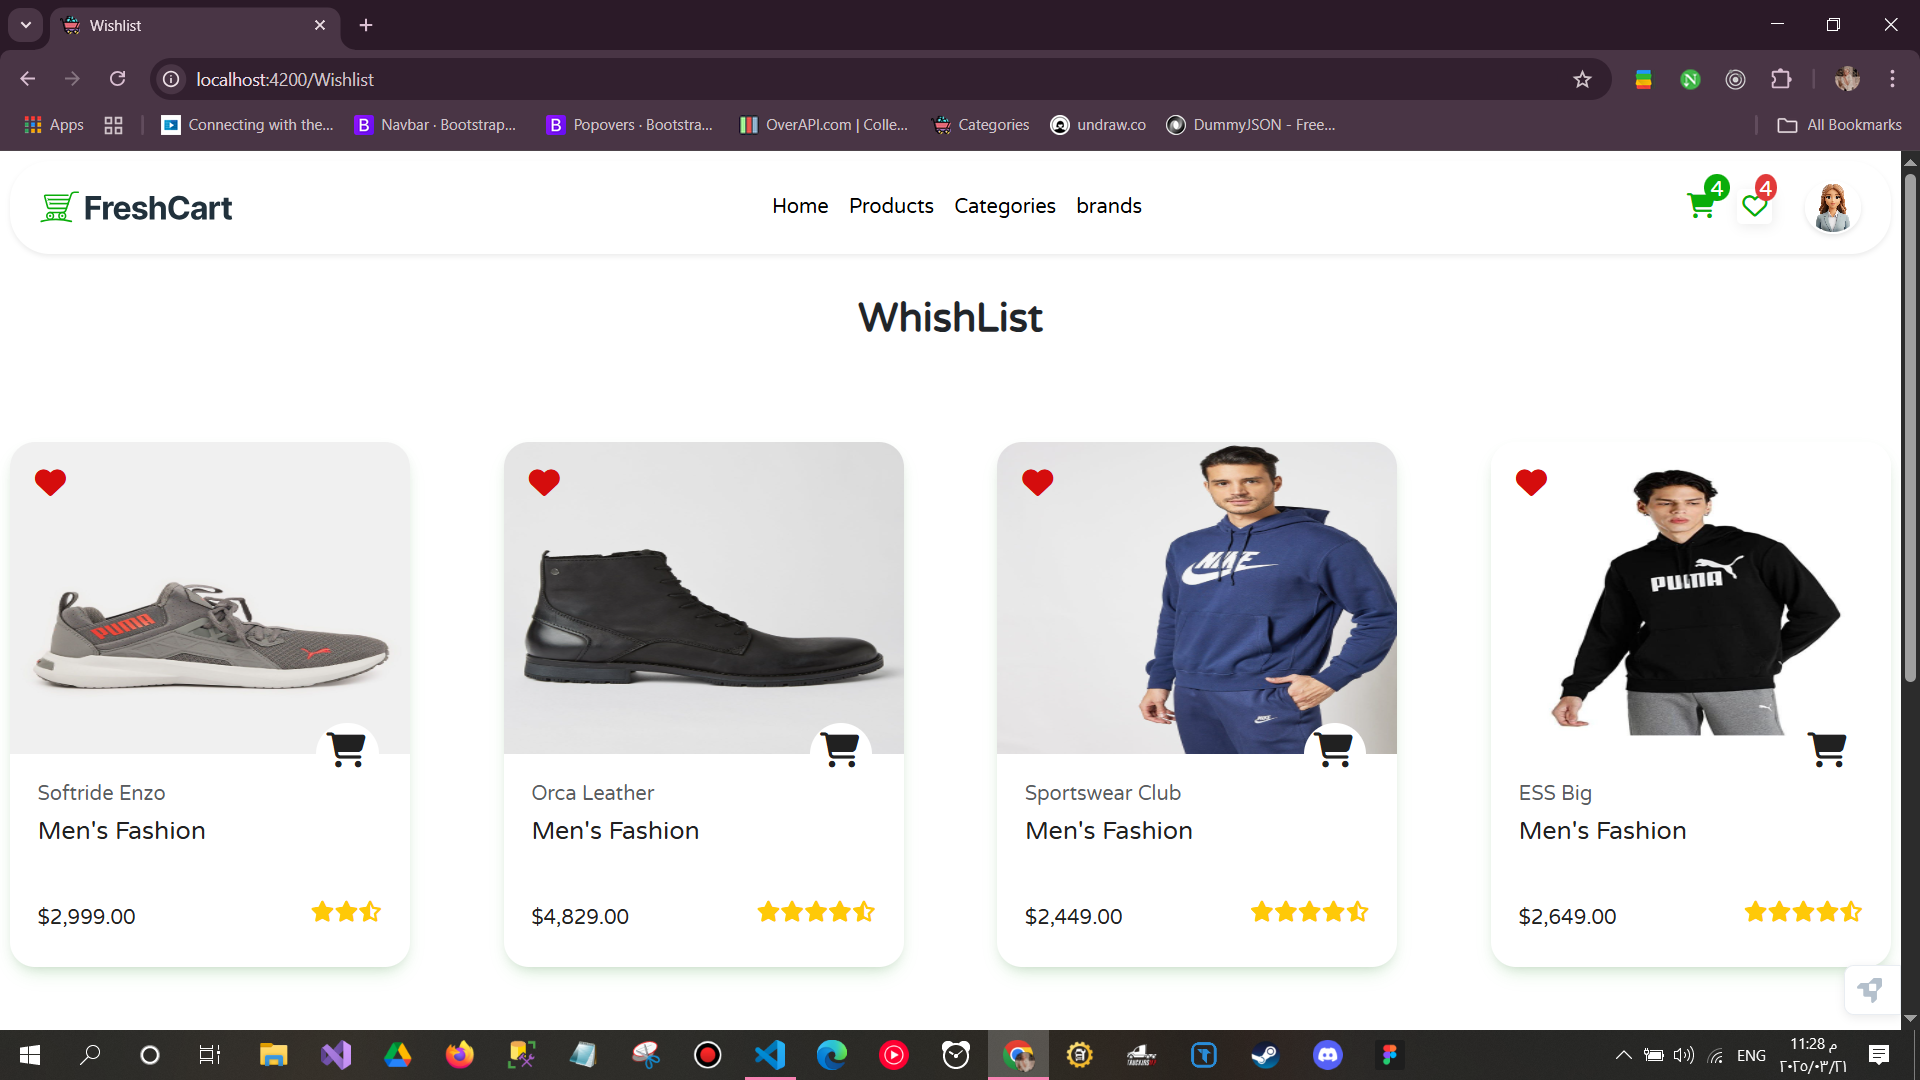 Wishlist
localhost:4200/Wishlist
Apps
Connecting with the...
Navbar · Bootstrap...
Popovers · Bootstra...
OverAPI.com | Colle...
Categories
undraw.co
DummyJSON - Free...
All Bookmarks
FreshCart
Home
Products
Categories
brands
4
4
WhishList
PUMA
NIKE
PUMA
Softride Enzo
Men's Fashion
$2,999.00
Orca Leather
Men's Fashion
$4,829.00
Sportswear Club
Men's Fashion
$2,449.00
ESS Big
Men's Fashion
$2,649.00
ENG
11:28 م
٢٠٢٥/٠٣/٢١